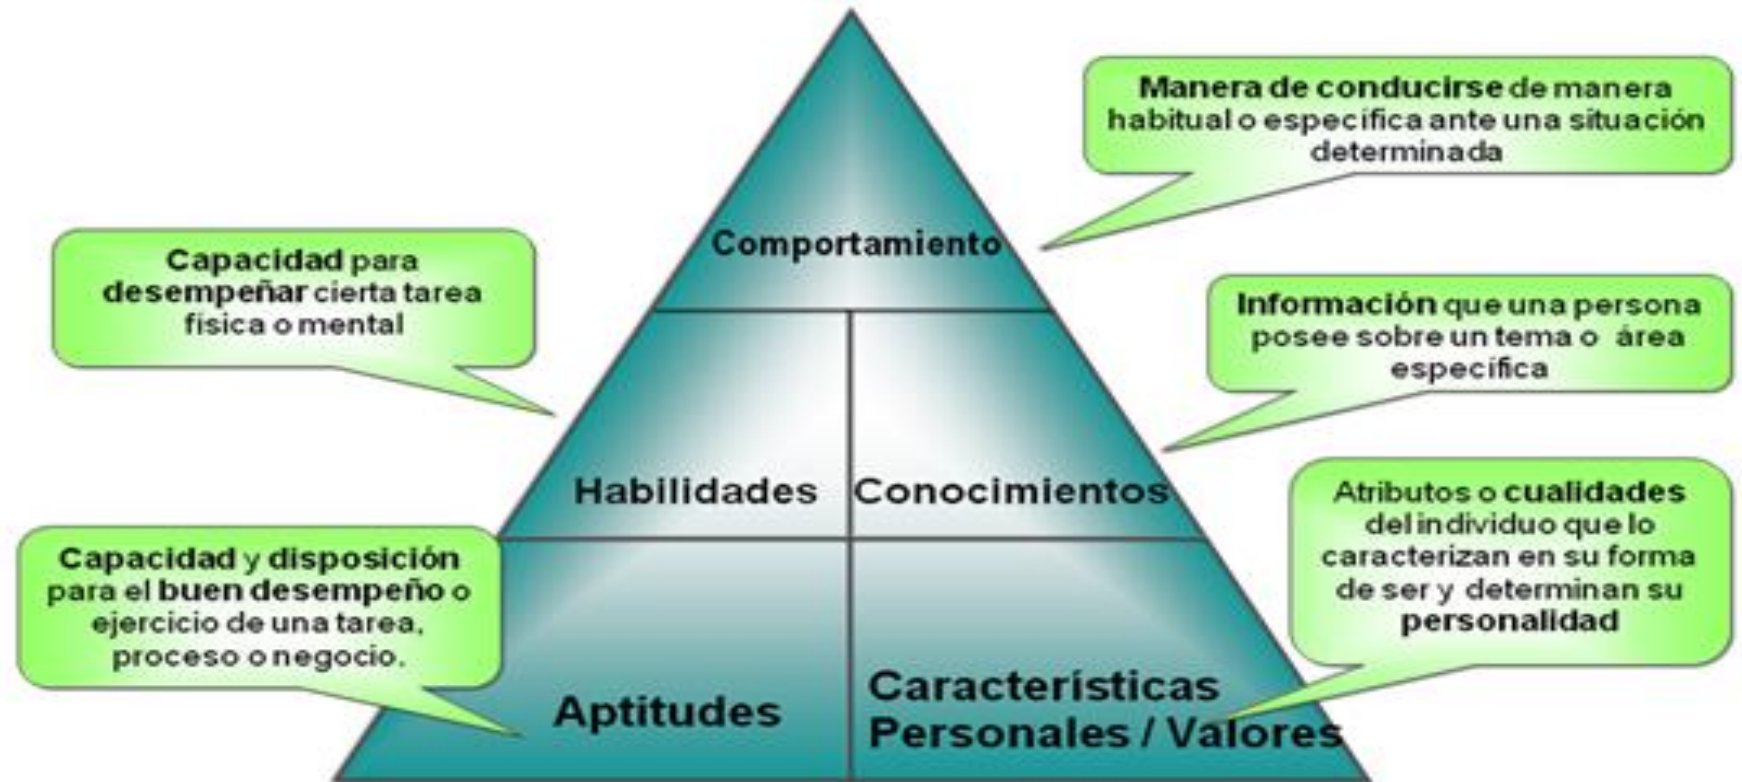 Manera de conducirse de manera
habitual o específica ante una situación
determinada
Capacidad para
desempeñar cierta tarea
física o mental
Comportamiento
Información que una persona
posee sobre un tema o área
específica
Habilidades
Conocimientos
Atributos o cualidades
del individuo que lo
caracterizan en su forma
de ser y determinan su
personalidad
Capacidad y disposición
para el buen desempeño o
ejercicio de una tarea,
proceso o negocio.
Aptitudes
Características
Personales / Valores